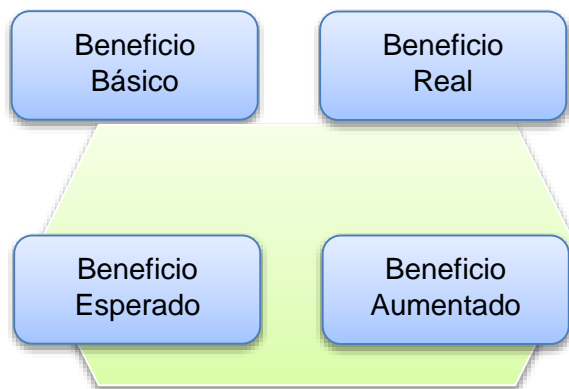 Beneficio
Básico
Beneficio
Real
Beneficio
Esperado
Beneficio
Aumentado